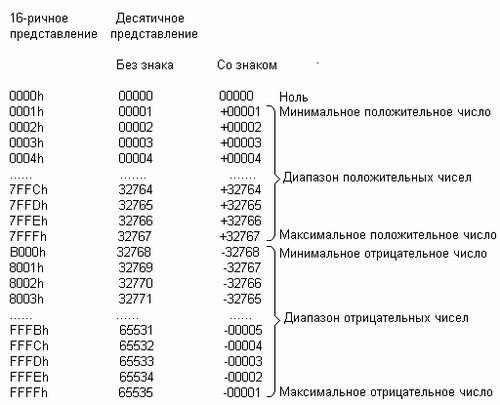 16-ричное Десятичное
представление представление
Без знака Со знаком
0000h 00000 00000 Ноль
0001h 00001 +00001 Минимальное положительное число
0002h 00002 +00002
0003h 00003 +00003
0004h 00004 +00004
...... ....... ....... Диапазон положительных чисел
7FFCh 32764 +32764
7FFDh 32765 +32765
7FFEh 32766 +32766
7FFFh 32767 +32767 Максимальное положительное число
B000h 32768 -32768 Минимальное отрицательное число
8001h 32769 -32767
8002h 32770 -32766
8003h 32771 -32765
...... ...... ...... Диапазон отрицательных чисел
FFFBh 65531 -00005
FFFCh 65532 -00004
FFFDh 65533 -00003
FFFEh 65534 -00002
FFFFh 65535 -00001 Максимальное отрицательное число